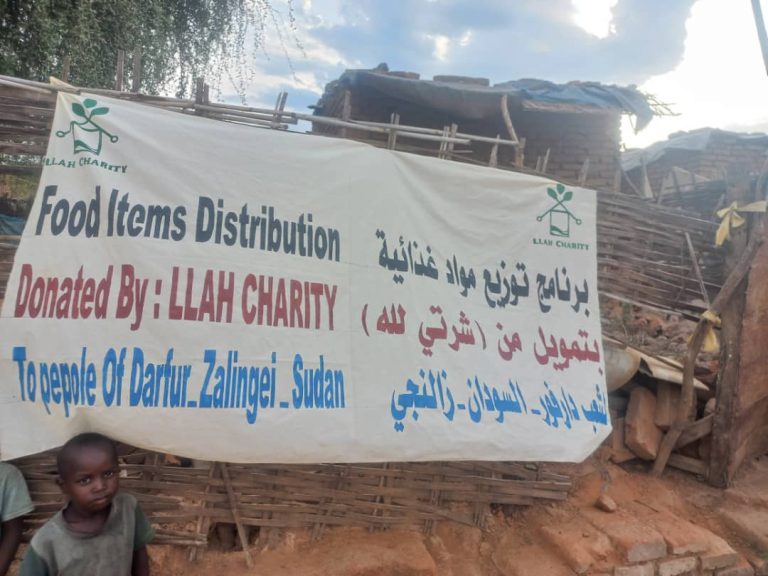 LLAH CHARITY
Food Items Distribution
Donated By : LLAH CHARITY
To pepole Of Darfur_Zalingei_Sudan
LLAH CHARITY
برنامج توزيع مواد غذائية
بتمويل من (شرتي لله)
لشعب دارفور - السودان - زالنجي